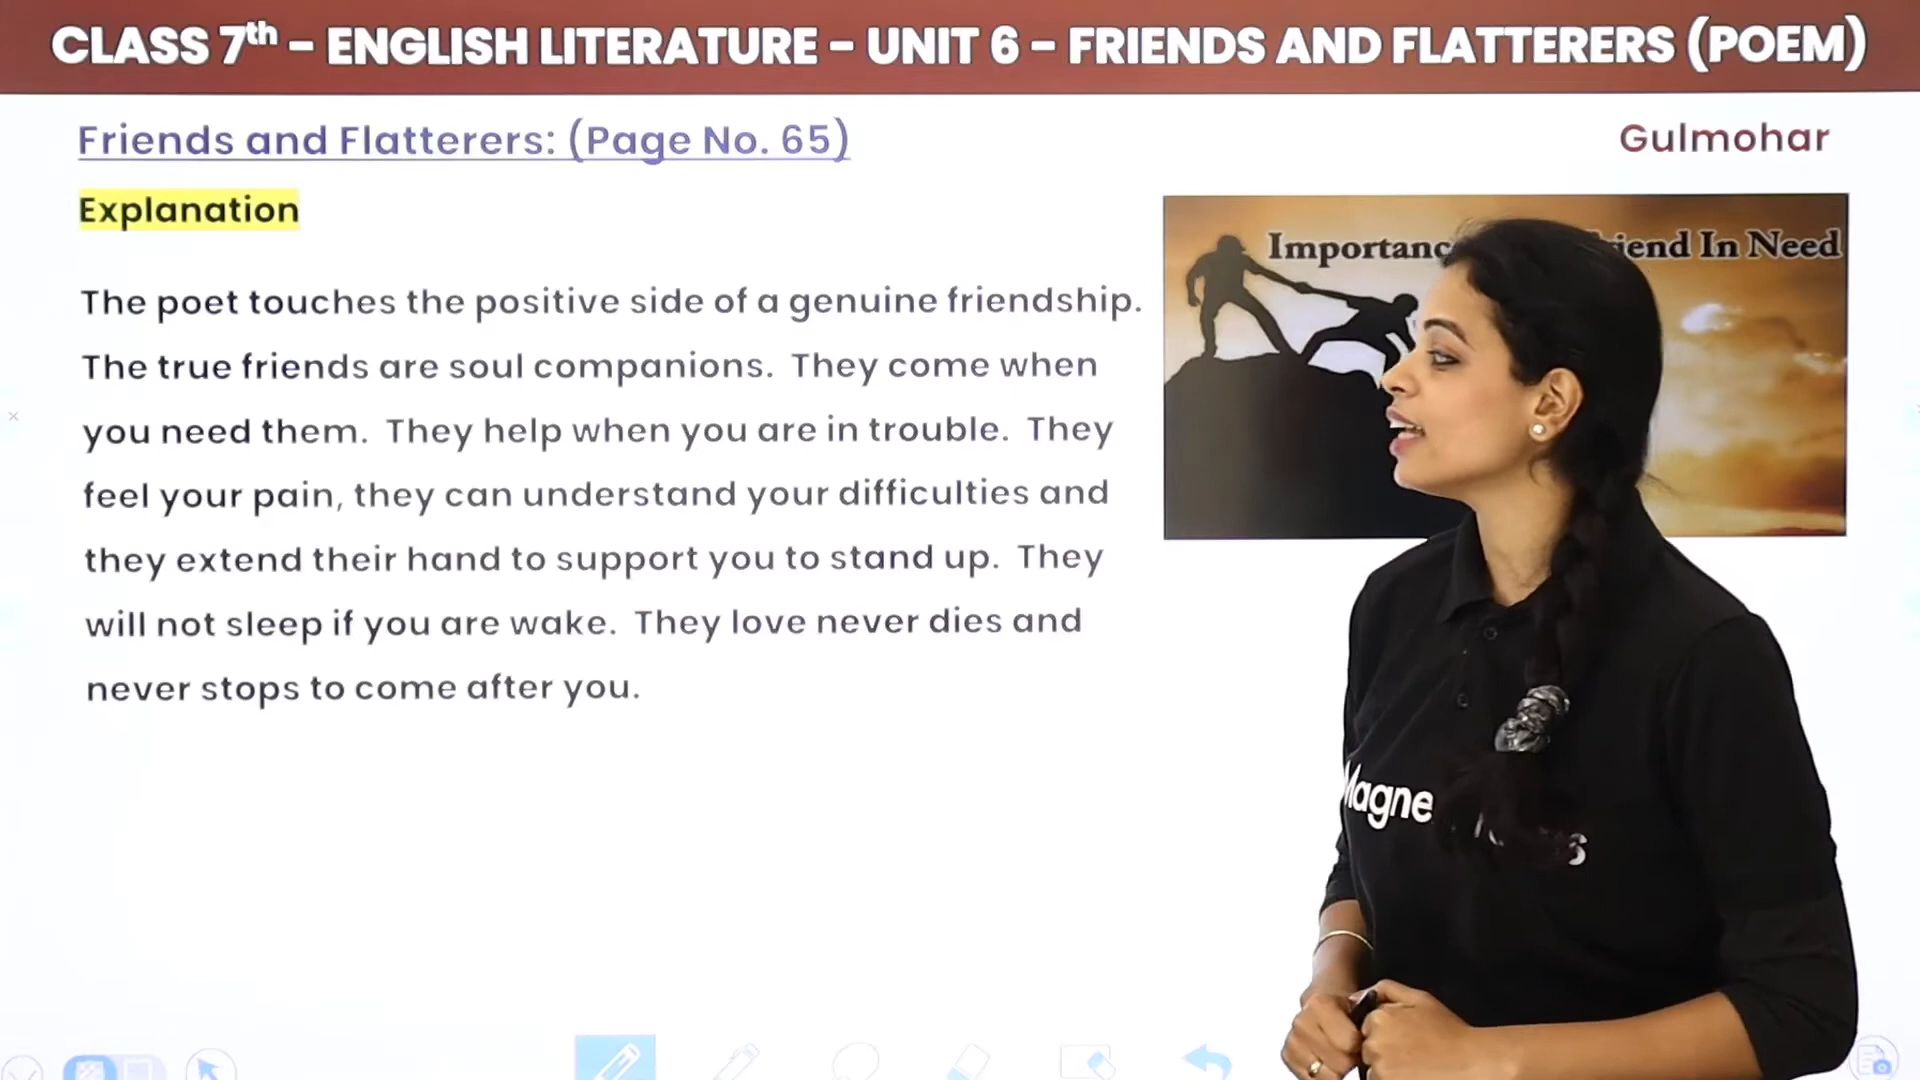 CLASS 7th – ENGLISH LITERATURE – UNIT 6 – FRIENDS AND FLATTERERS (POEM)
Friends and Flatterers: (Page No. 65)
Gulmohar
Explanation
Friend In Need
The poet touches the positive side of a genuine friendship.
The true friends are soul companions. They come when
you need them. They help when you are in trouble. They
feel your pain, they can understand your difficulties and
they extend their hand to support you to stand up. They
will not sleep if you are wake. They love never dies and
never stops to come after you.
Magne